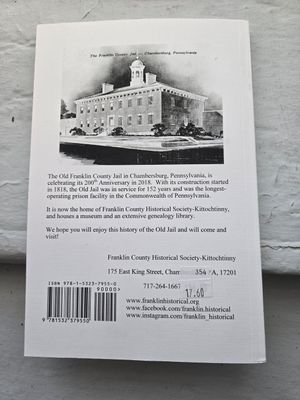 The Franklin County Jail — Chambersburg, Pennsylvania
The Old Franklin County Jail in Chambersburg, Pennsylvania, is
celebrating its 200th Anniversary in 2018. With its construction started
in 1818, the Old Jail was in service for 152 years and was the longest-
operating prison facility in the Commonwealth of Pennsylvania.
It is now the home of Franklin County Historical Society-Kittochtinny,
and houses a museum and an extensive genealogy library.
We hope you will enjoy this history of the Old Jail and will come and
visit!
Franklin County Historical Society-Kittochtinny
175 East King Street, Cham 354 A, 17201
717-264-1667
17.60
www.franklinhistorical.org
www.facebook.com/franklin.historical
www.instagram.com/franklin_historical
ISBN 978-1-5323-7955-0
90000>
9 781532 379550